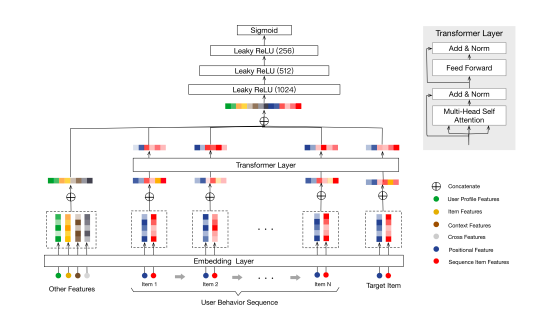 Sigmoid
Leaky ReLU (256)
Leaky ReLU (512)
Leaky ReLU (1024)
Transformer Layer
Embedding Layer
Other Features
Item 1
Item 2
. . .
Item N
Target Item
User Behavior Sequence
Transformer Layer
Add & Norm
Feed Forward
Add & Norm
Multi-Head Self
Attention
Concatenate
User Profile Features
Item Features
Context Features
Cross Features
Positional Feature
Sequence Item Features